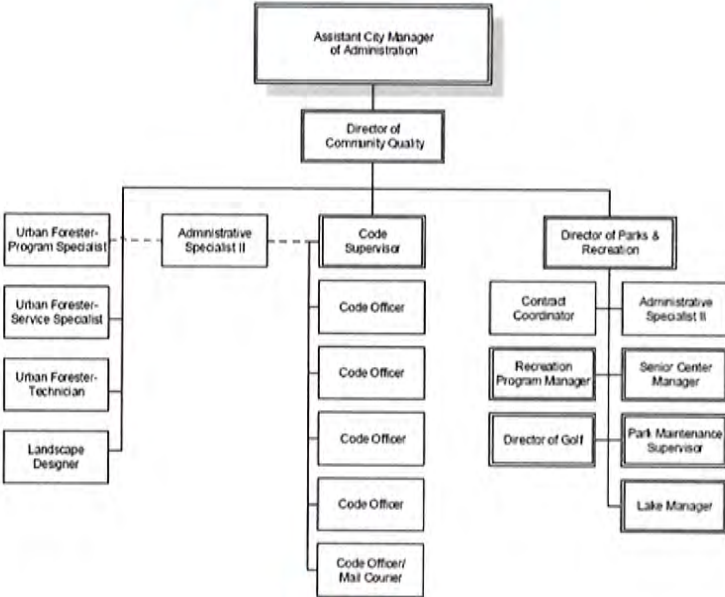 Assistant City Manager
of Administration
Director of
Community Quality
Urban Forester-
Program Specialist
Administrative
Specialist II
Code
Supervisor
Director of Parks &
Recreation
Urban Forester-
Service Specialist
Code Officer
Contract
Coordinator
Administrative
Specialist II
Urban Forester-
Technician
Code Officer
Recreation
Program Manager
Senior Center
Manager
Landscape
Designer
Code Officer
Director of Golf
Park Maintenance
Supervisor
Code Officer
Lake Manager
Code Officer/
Mail Courier